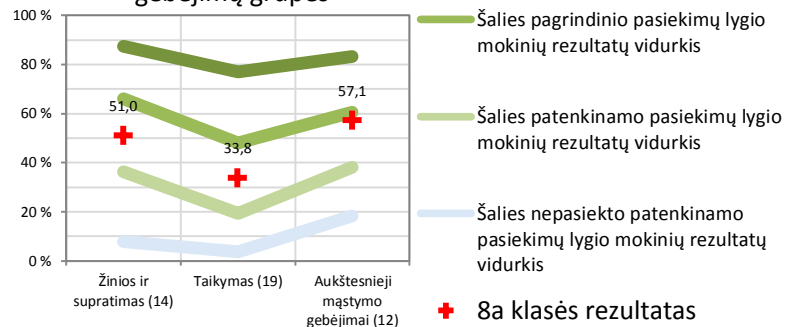 gebėjimų grupes
100 %
80 %
60 %
40 %
20 %
0 %
51,0
33,8
57,1
Žinios ir
supratimas (14)
Taikymas (19)
Aukštesnieji
mąstymo
gebėjimai (12)
Šalies pagrindinio pasiekimų lygio
mokinių rezultatų vidurkis
Šalies patenkinamo pasiekimų lygio
mokinių rezultatų vidurkis
Šalies nepasiekto patenkinamo
pasiekimų lygio mokinių rezultatų
vidurkis
8a klasės rezultatas